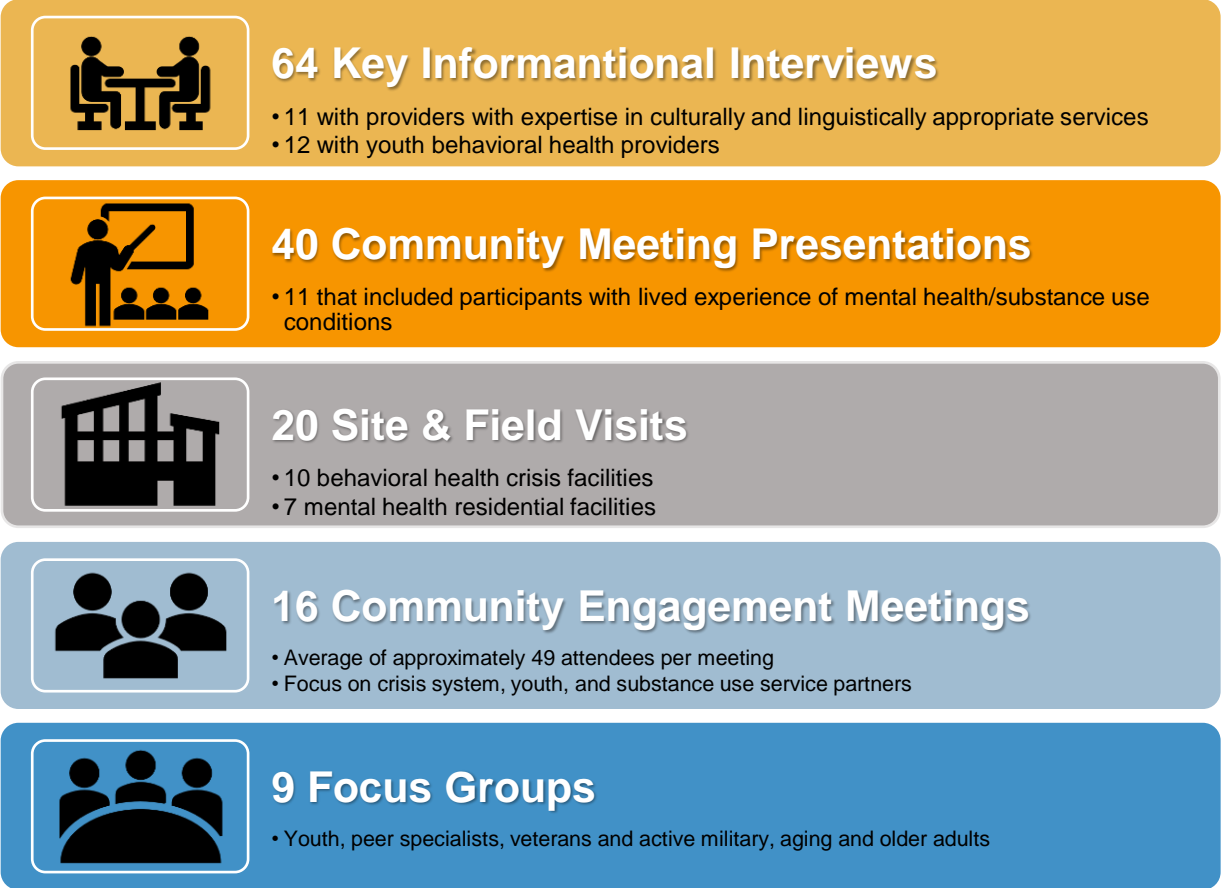 64 Key Informantional Interviews
• 11 with providers with expertise in culturally and linguistically appropriate services
• 12 with youth behavioral health providers
40 Community Meeting Presentations
• 11 that included participants with lived experience of mental health/substance use
conditions
20 Site & Field Visits
• 10 behavioral health crisis facilities
• 7 mental health residential facilities
16 Community Engagement Meetings
• Average of approximately 49 attendees per meeting
• Focus on crisis system, youth, and substance use service partners
9 Focus Groups
• Youth, peer specialists, veterans and active military, aging and older adults